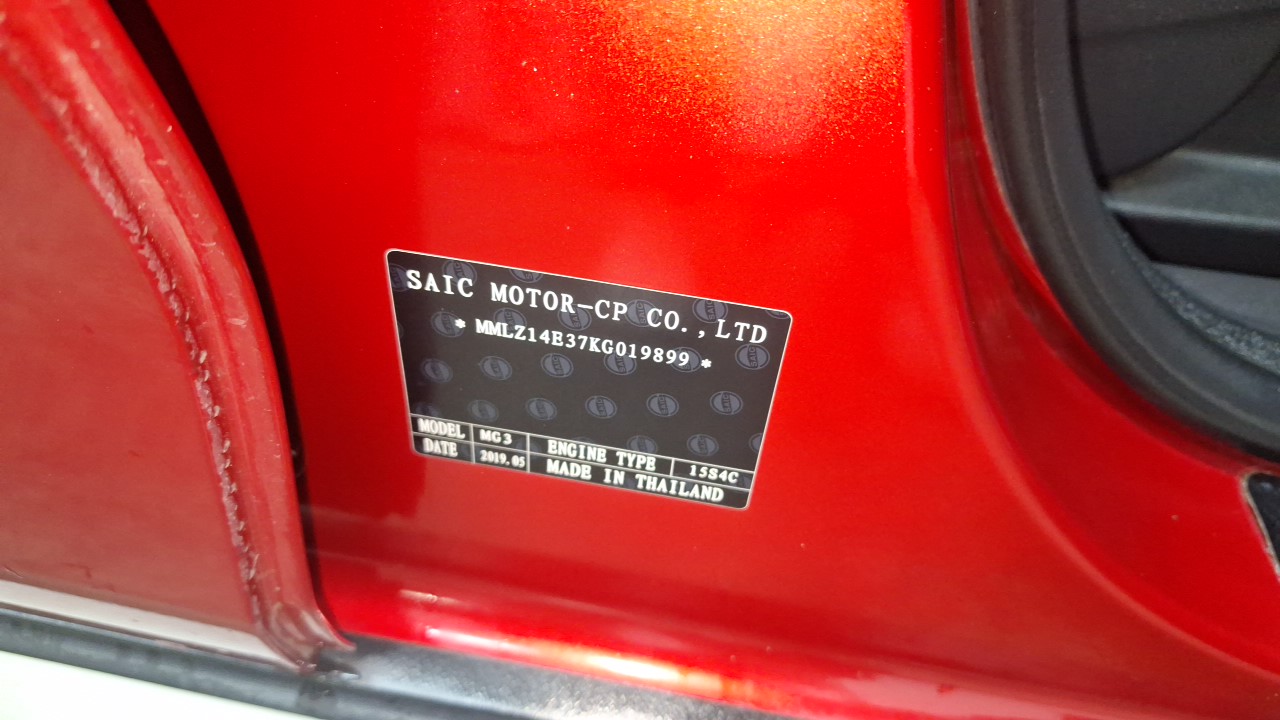 SAIC MOTOR-CP CO.,LTD
* MMLZ14E37KG019899 *
MODEL MG3 ENGINE TYPE 15S4C
DATE 2019.05 MADE IN THAILAND